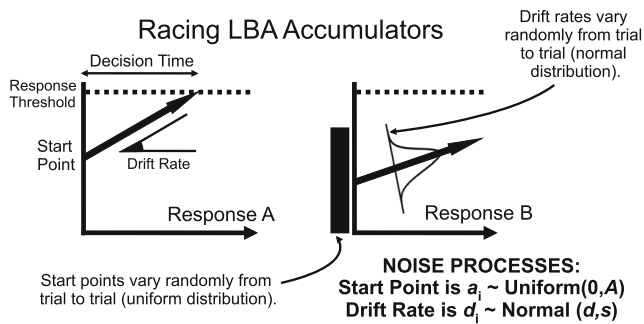 Racing LBA Accumulators
Drift rates vary
randomly from trial
to trial (normal
distribution).
Decision Time
Response
Threshold
Start
Point
Drift Rate
Response A
Response B
Start points vary randomly from
trial to trial (uniform distribution).
NOISE PROCESSES:
Start Point is aᵢ ~ Uniform(0,A)
Drift Rate is dᵢ ~ Normal (d,s)